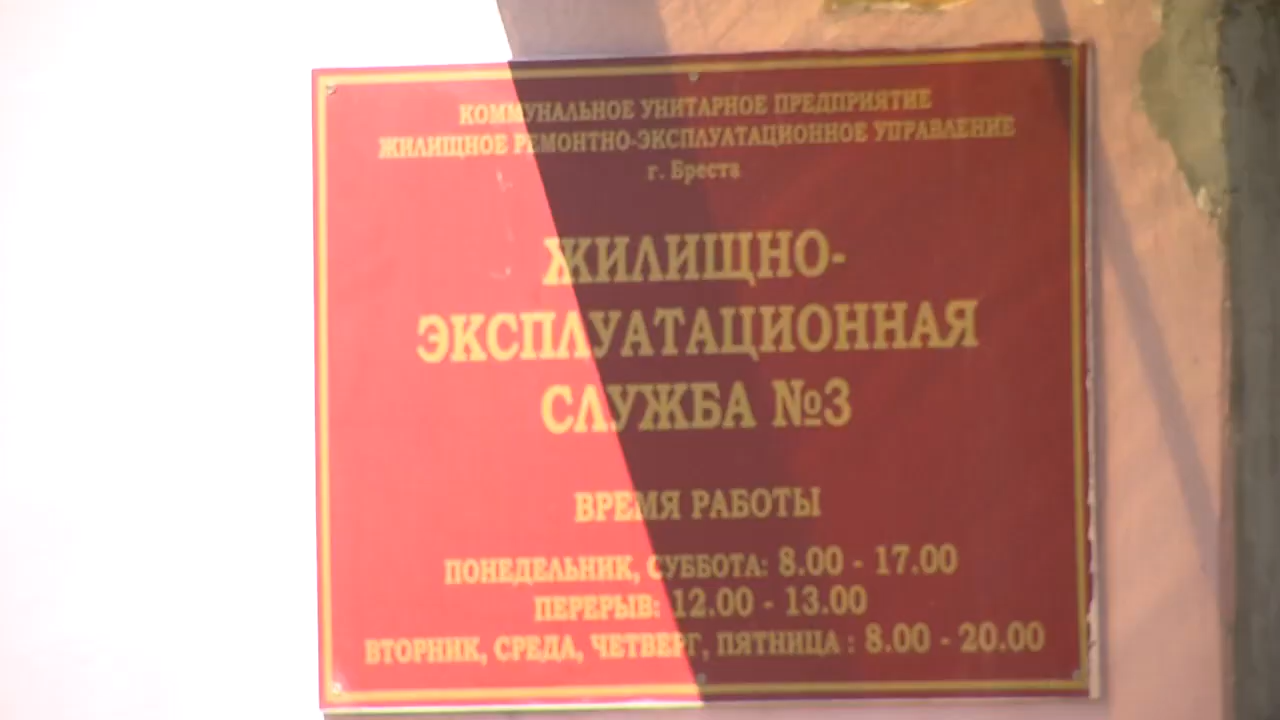 КОММУНАЛЬНОЕ УНИТАРНОЕ ПРЕДПРИЯТИЕ
ЖИЛИЩНОЕ РЕМОНТНО-ЭКСПЛУАТАЦИОННОЕ УПРАВЛЕНИЕ
г. Бреста
ЖИЛИЩНО-
ЭКСПЛУАТАЦИОННАЯ
СЛУЖБА №3
ВРЕМЯ РАБОТЫ
ПОНЕДЕЛЬНИК, СУББОТА: 8.00 - 17.00
ПЕРЕРЫВ: 12.00 - 13.00
ВТОРНИК, СРЕДА, ЧЕТВЕРГ, ПЯТНИЦА : 8.00 - 20.00